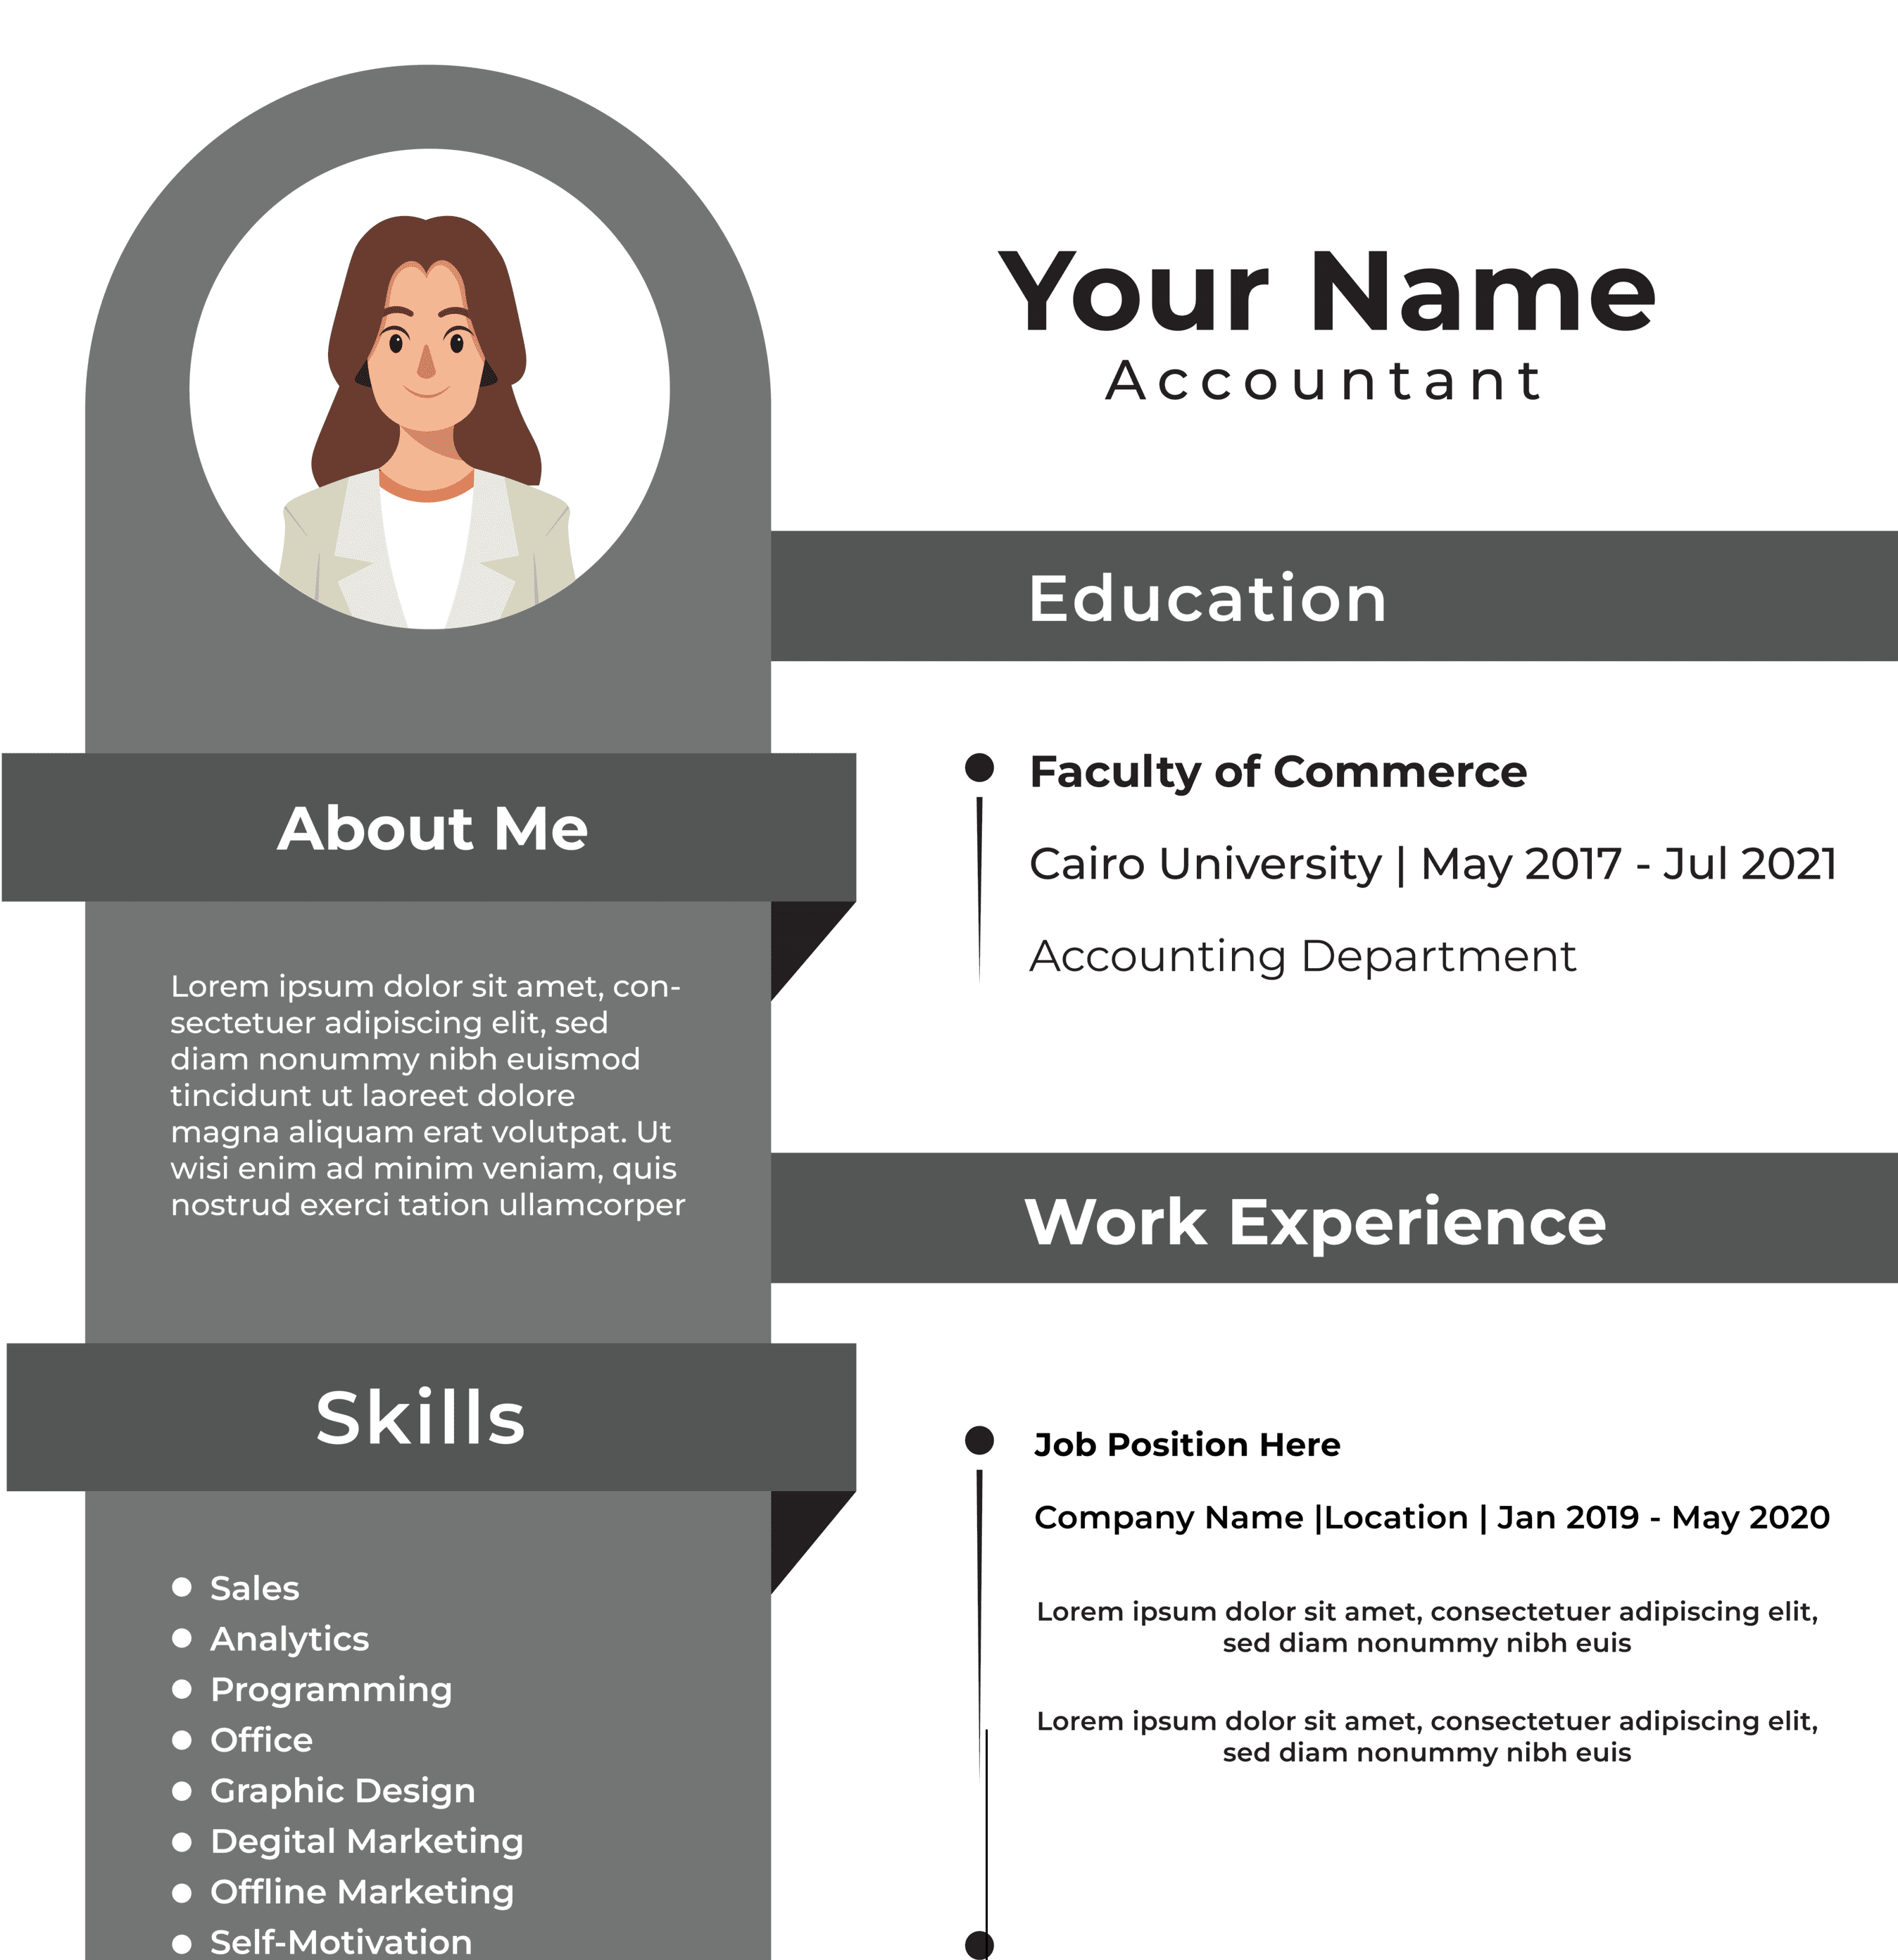 Your Name
Accountant
About Me
Lorem ipsum dolor sit amet, con-
sectetuer adipiscing elit, sed
diam nonummy nibh euismod
tincidunt ut laoreet dolore
magna aliquam erat volutpat. Ut
wisi enim ad minim veniam, quis
nostrud exerci tation ullamcorper
Skills
Sales
Analytics
Programming
Office
Graphic Design
Degital Marketing
Offline Marketing
Self-Motivation
Education
Faculty of Commerce
Cairo University | May 2017 - Jul 2021
Accounting Department
Work Experience
Job Position Here
Company Name |Location | Jan 2019 - May 2020
Lorem ipsum dolor sit amet, consectetuer adipiscing elit,
sed diam nonummy nibh euis
Lorem ipsum dolor sit amet, consectetuer adipiscing elit,
sed diam nonummy nibh euis